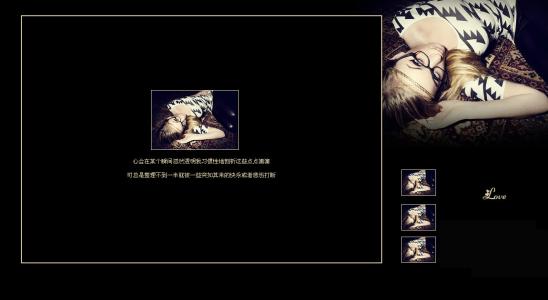 心会在某个瞬间忽然透明我习惯性地剖析这些点点滴滴
可总是整理不到一半就被一些突如其来的快乐或者悲伤打断
Love